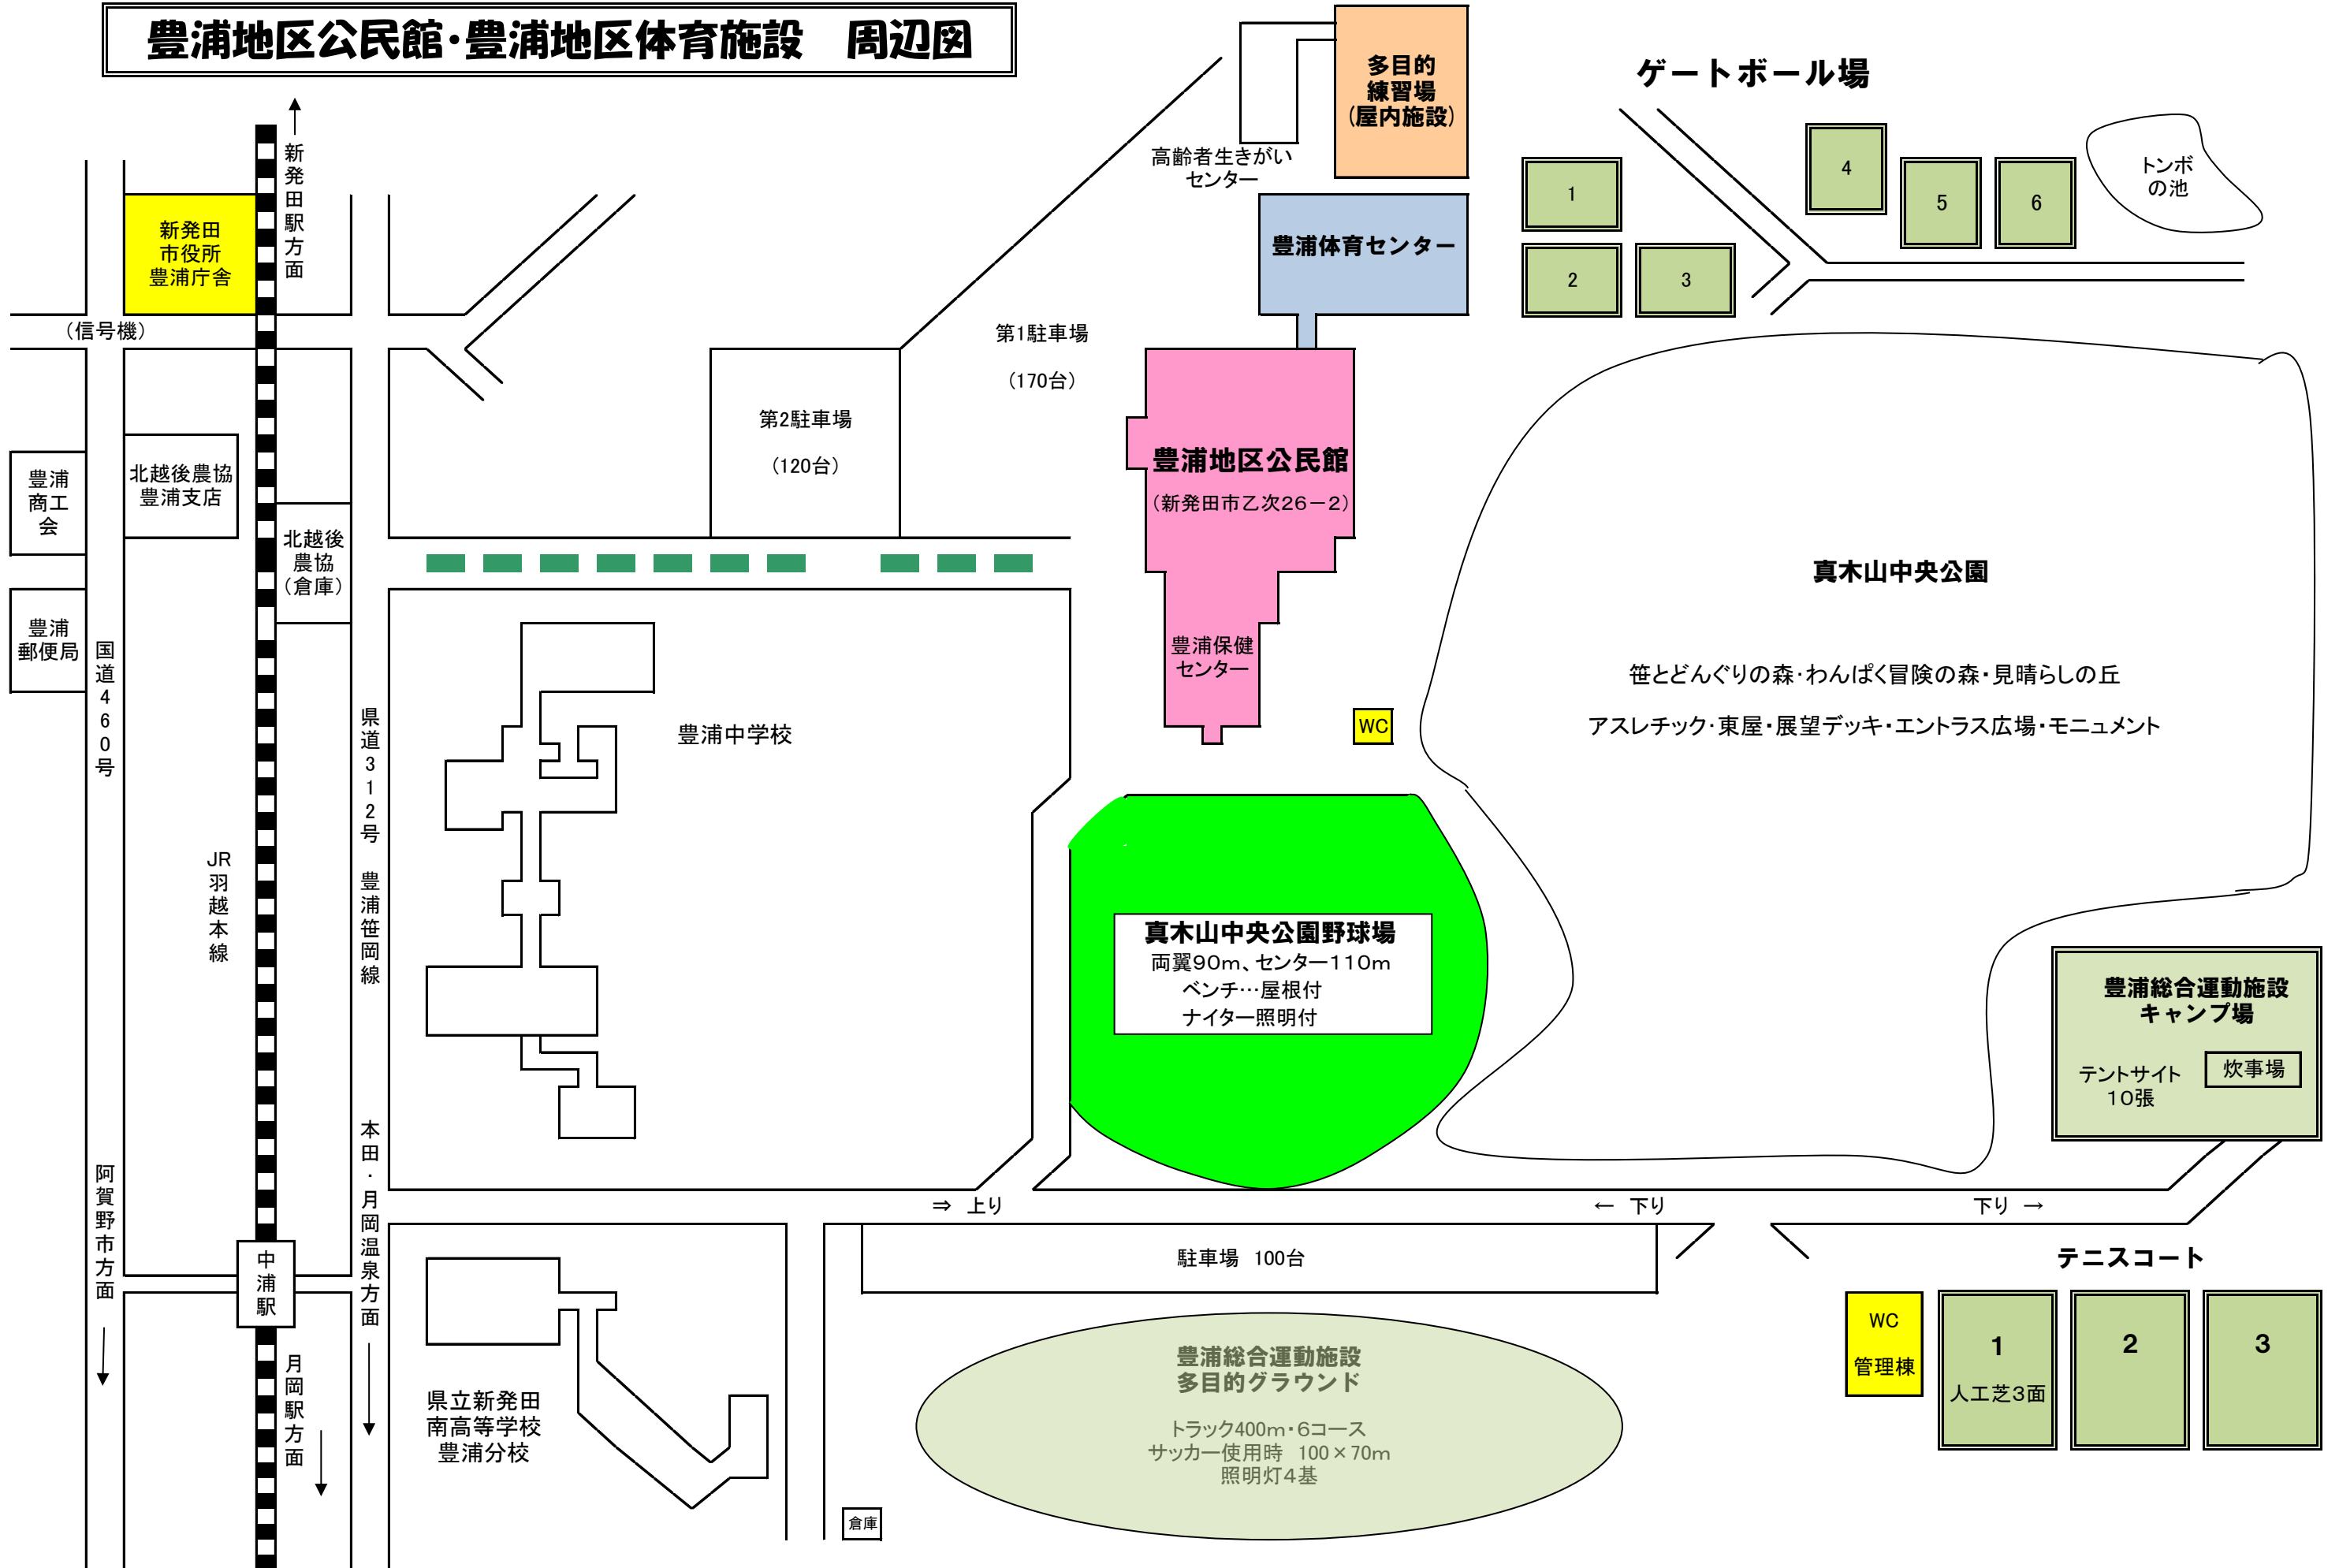 豊浦地区公民館・豊浦地区体育施設　周辺図
多目的
練習場
(屋内施設)
ゲートボール場
新発田駅方面
高齢者生きがい
センター
1
2
3
4
5
6
トンボ
の池
新発田
市役所
豊浦庁舎
豊浦体育センター
(信号機)
第1駐車場
(170台)
第2駐車場
(120台)
豊浦
商工
会
北越後農協
豊浦支店
北越後
農協
(倉庫)
豊浦
郵便局
豊浦地区公民館
(新発田市乙次26－2)
豊浦保健
センター
WC
真木山中央公園
笹とどんぐりの森・わんぱく冒険の森・見晴らしの丘
アスレチック・東屋・展望デッキ・エントラス広場・モニュメント
国道460号
県道312号　豊浦笹岡線
豊浦中学校
JR羽越本線
真木山中央公園野球場
両翼90m、センター110m
ベンチ…屋根付
ナイター照明付
豊浦総合運動施設
キャンプ場
テントサイト
10張
炊事場
本田・月岡温泉方面
阿賀野市方面
⇒　上り
←　下り
下り　→
中浦駅
駐車場　100台
テニスコート
WC
管理棟
1
人工芝3面
2
3
月岡駅方面
県立新発田
南高等学校
豊浦分校
豊浦総合運動施設
多目的グラウンド
トラック400m・6コース
サッカー使用時　100×70m
照明灯4基
倉庫